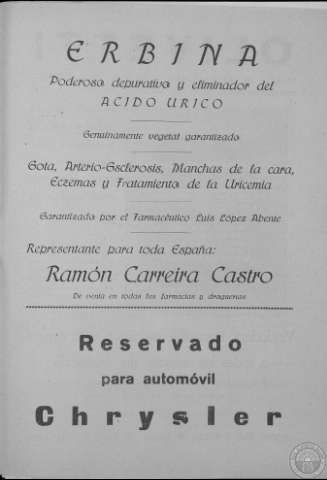 ERBINA
Poderoso depurativo y eliminador del
ACIDO URICO
Genuinamente vegetal garantizado
Gota, Arterio-Esclerosis, Manchas de la cara,
Eczemas y Tratamiento de la Uricemia
Garantizado por el Farmacéutico Luis López Abente
Representante para toda España:
Ramón Carreira Castro
De venta en todas las farmacias y droguerías
Reservado
para automóvil
Chrysler